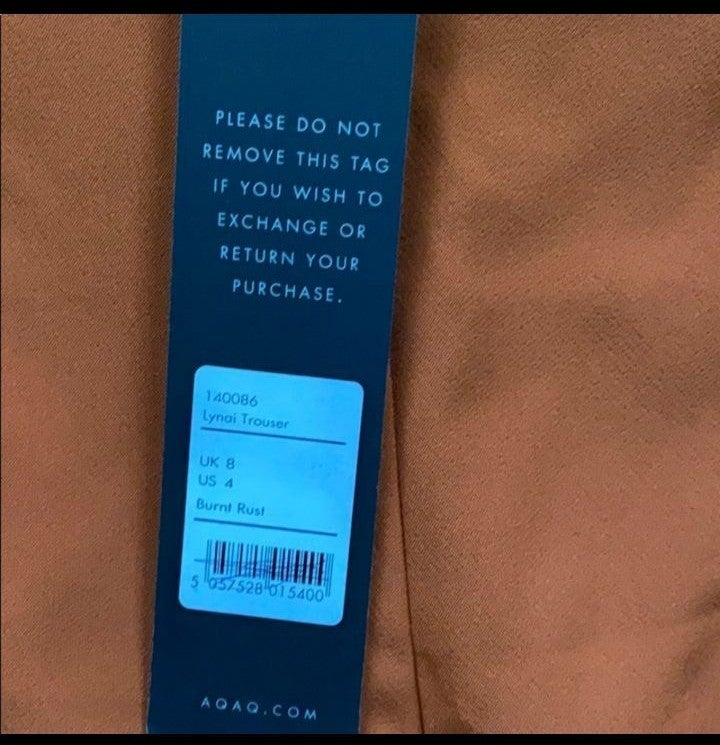 PLEASE DO NOT
REMOVE THIS TAG
IF YOU WISH TO
EXCHANGE OR
RETURN YOUR
PURCHASE.
140086
Lynai Trouser
UK 8
US 4
Burnt Rust
5 057528 015400
AQAQ.COM